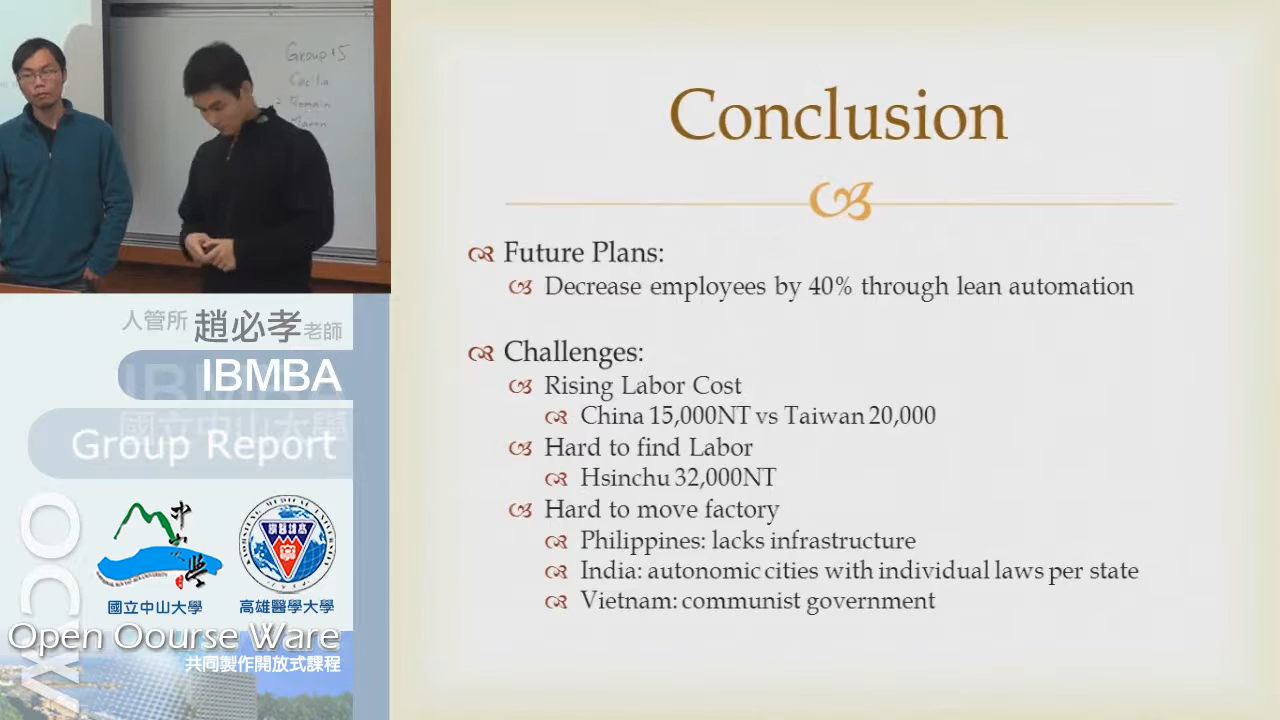 Group 15
人管所 趙必孝老師
IBMBA
國立中山大學
Group Report
OCW
國立中山大學
高雄醫學大學
Open Oourse Ware
共同製作開放式課程
Conclusion
Future Plans:
Decrease employees by 40% through lean automation
Challenges:
Rising Labor Cost
China 15,000NT vs Taiwan 20,000
Hard to find Labor
Hsinchu 32,000NT
Hard to move factory
Philippines: lacks infrastructure
India: autonomic cities with individual laws per state
Vietnam: communist government